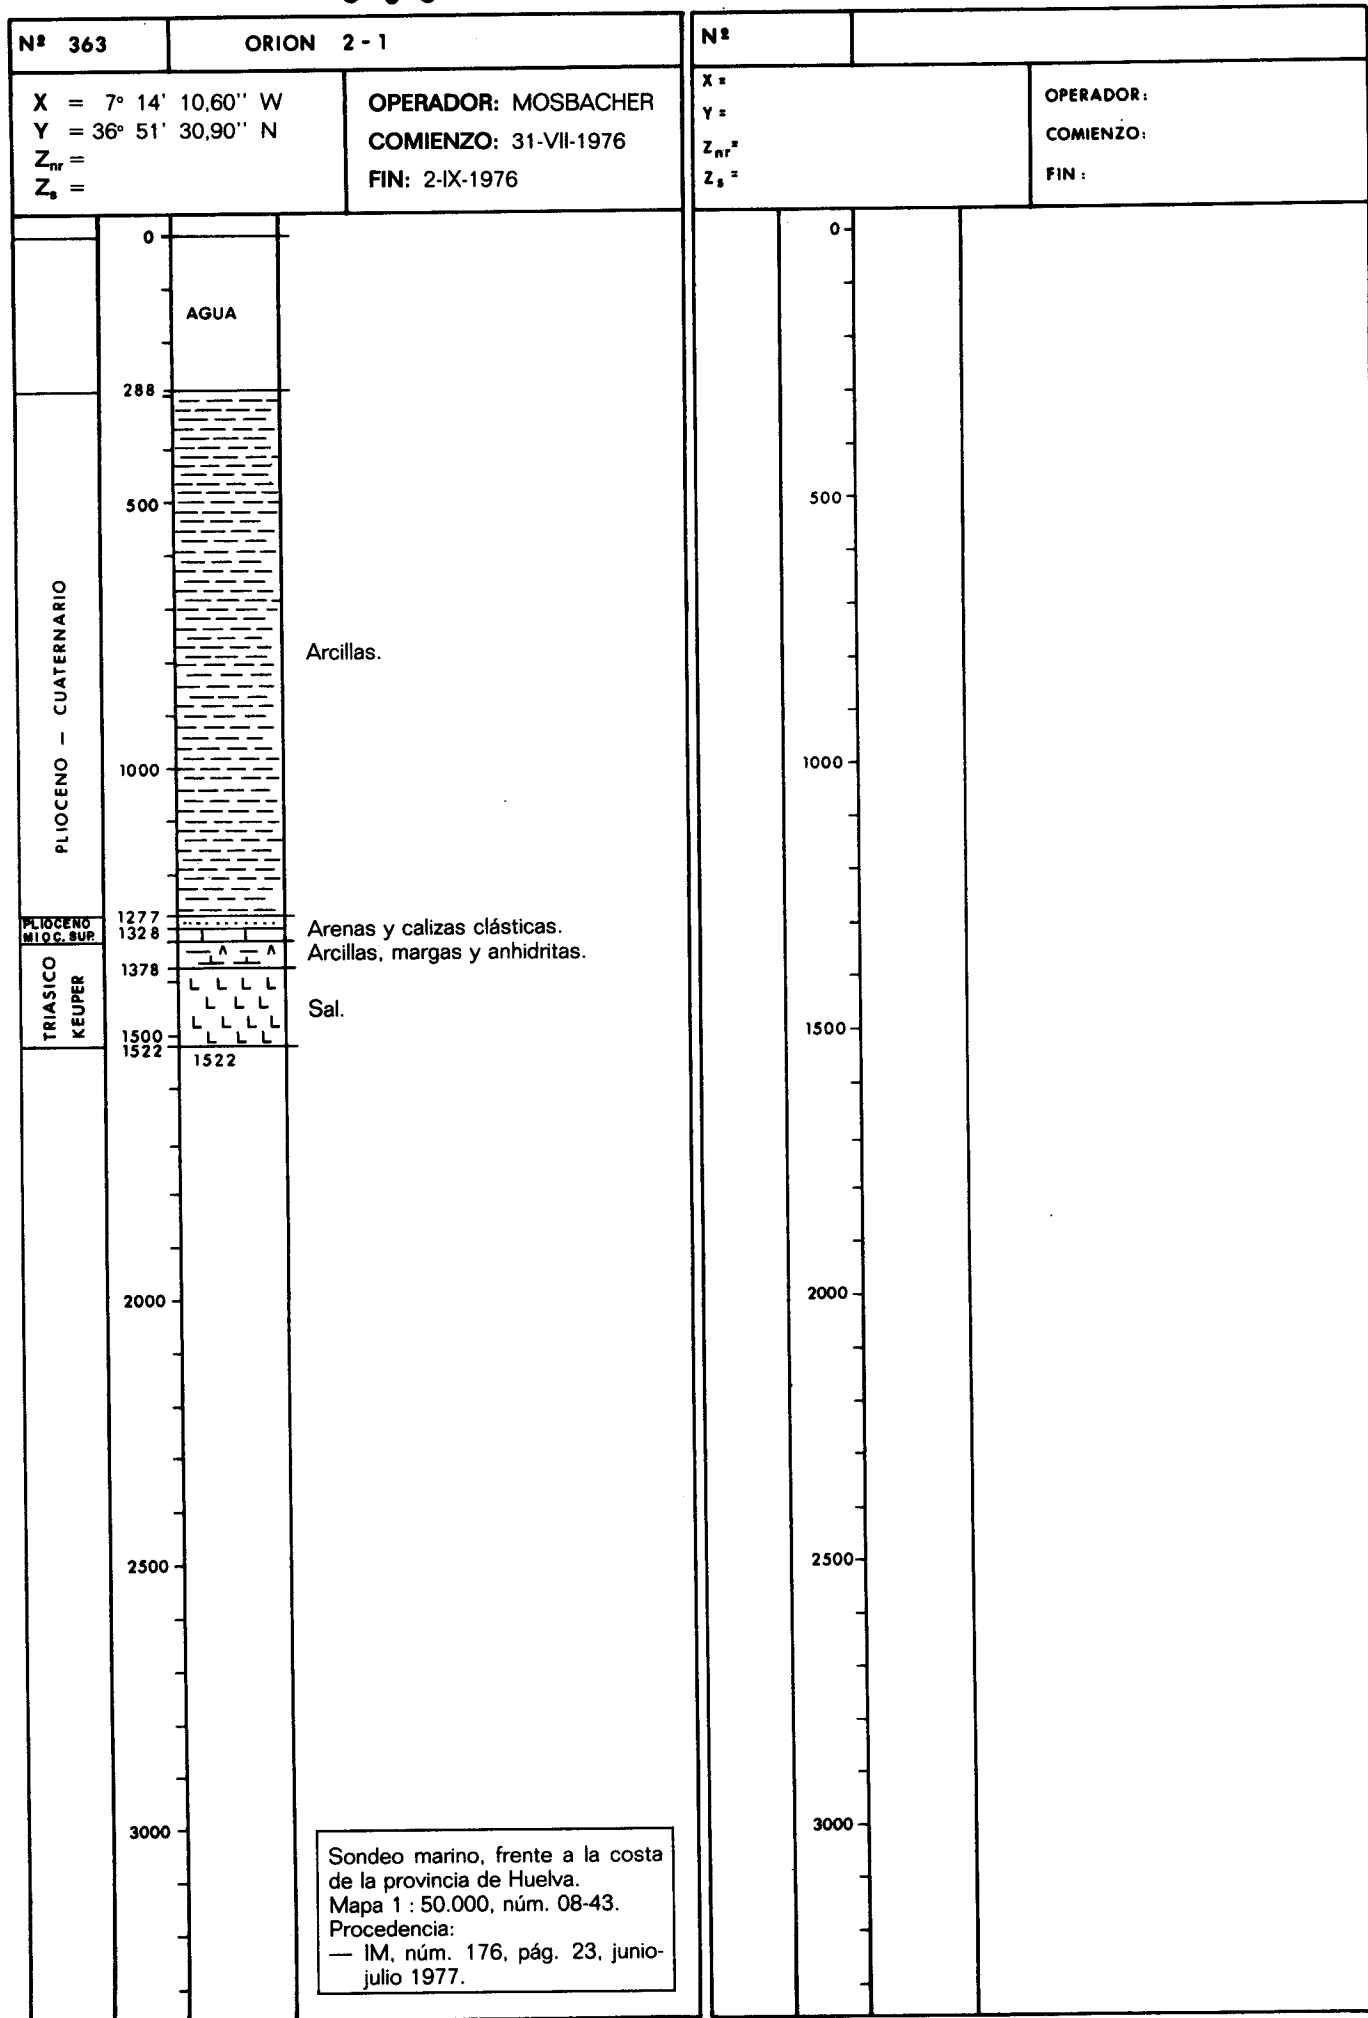 Nº 363 ORION 2 - 1
X = 7º 14' 10,60'' W
Y = 36º 51' 30,90'' N
Znr =
Zs =
OPERADOR: MOSBACHER
COMIENZO: 31-VII-1976
FIN: 2-IX-1976
0
AGUA
288
500
PLIOCENO – CUATERNARIO
Arcillas.
1000
1277
PLIOCENO
MIOC. SUP.
1328
Arenas y calizas clásticas.
Arcillas, margas y anhidritas.
1378
TRIASICO
KEUPER
Sal.
1500
1522
1522
2000
2500
3000
Sondeo marino, frente a la costa
de la provincia de Huelva.
Mapa 1 : 50.000, núm. 08-43.
Procedencia:
— IM, núm. 176, pág. 23, junio-
julio 1977.
Nº
X =
Y =
Znr=
Zs =
OPERADOR:
COMIENZO:
FIN :
0
500
1000
1500
2000
2500
3000